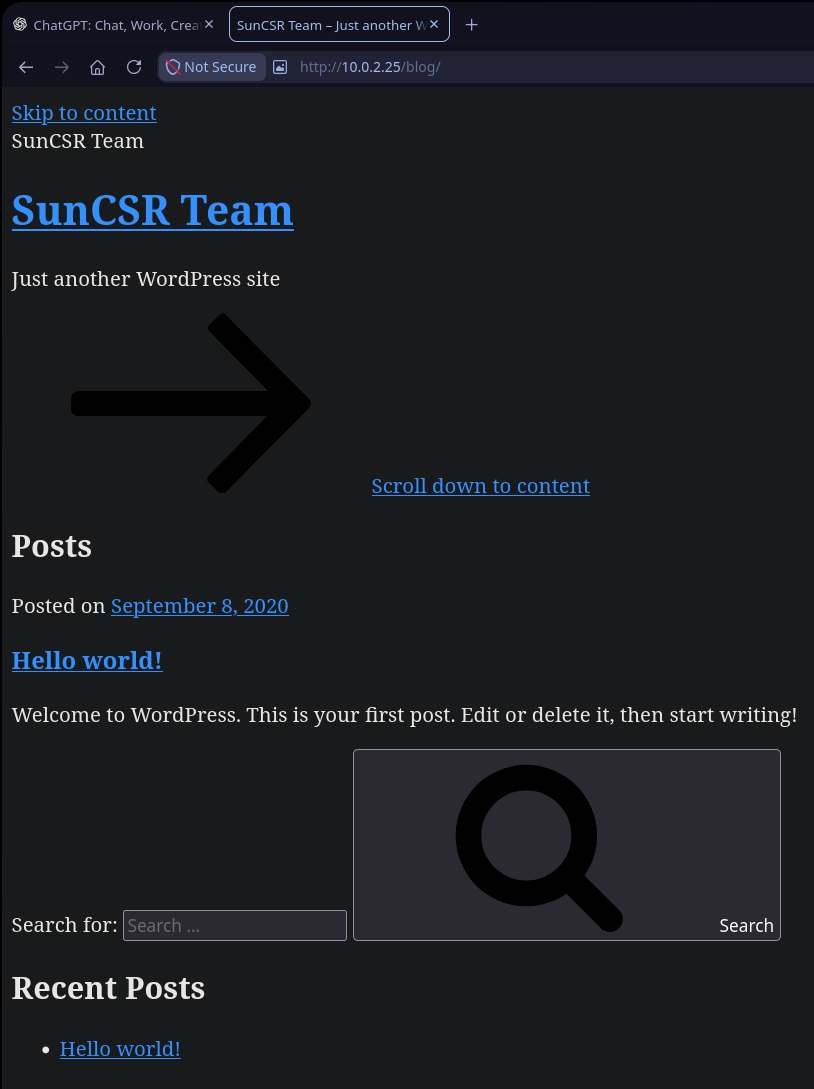 ChatGPT: Chat, Work, Crea
SunCSR Team – Just another W
Not Secure http://10.0.2.25/blog/
Skip to content
SunCSR Team
SunCSR Team
Just another WordPress site
Scroll down to content
Posts
Posted on September 8, 2020
Hello world!
Welcome to WordPress. This is your first post. Edit or delete it, then start writing!
Search for: Search … Search
Recent Posts
Hello world!